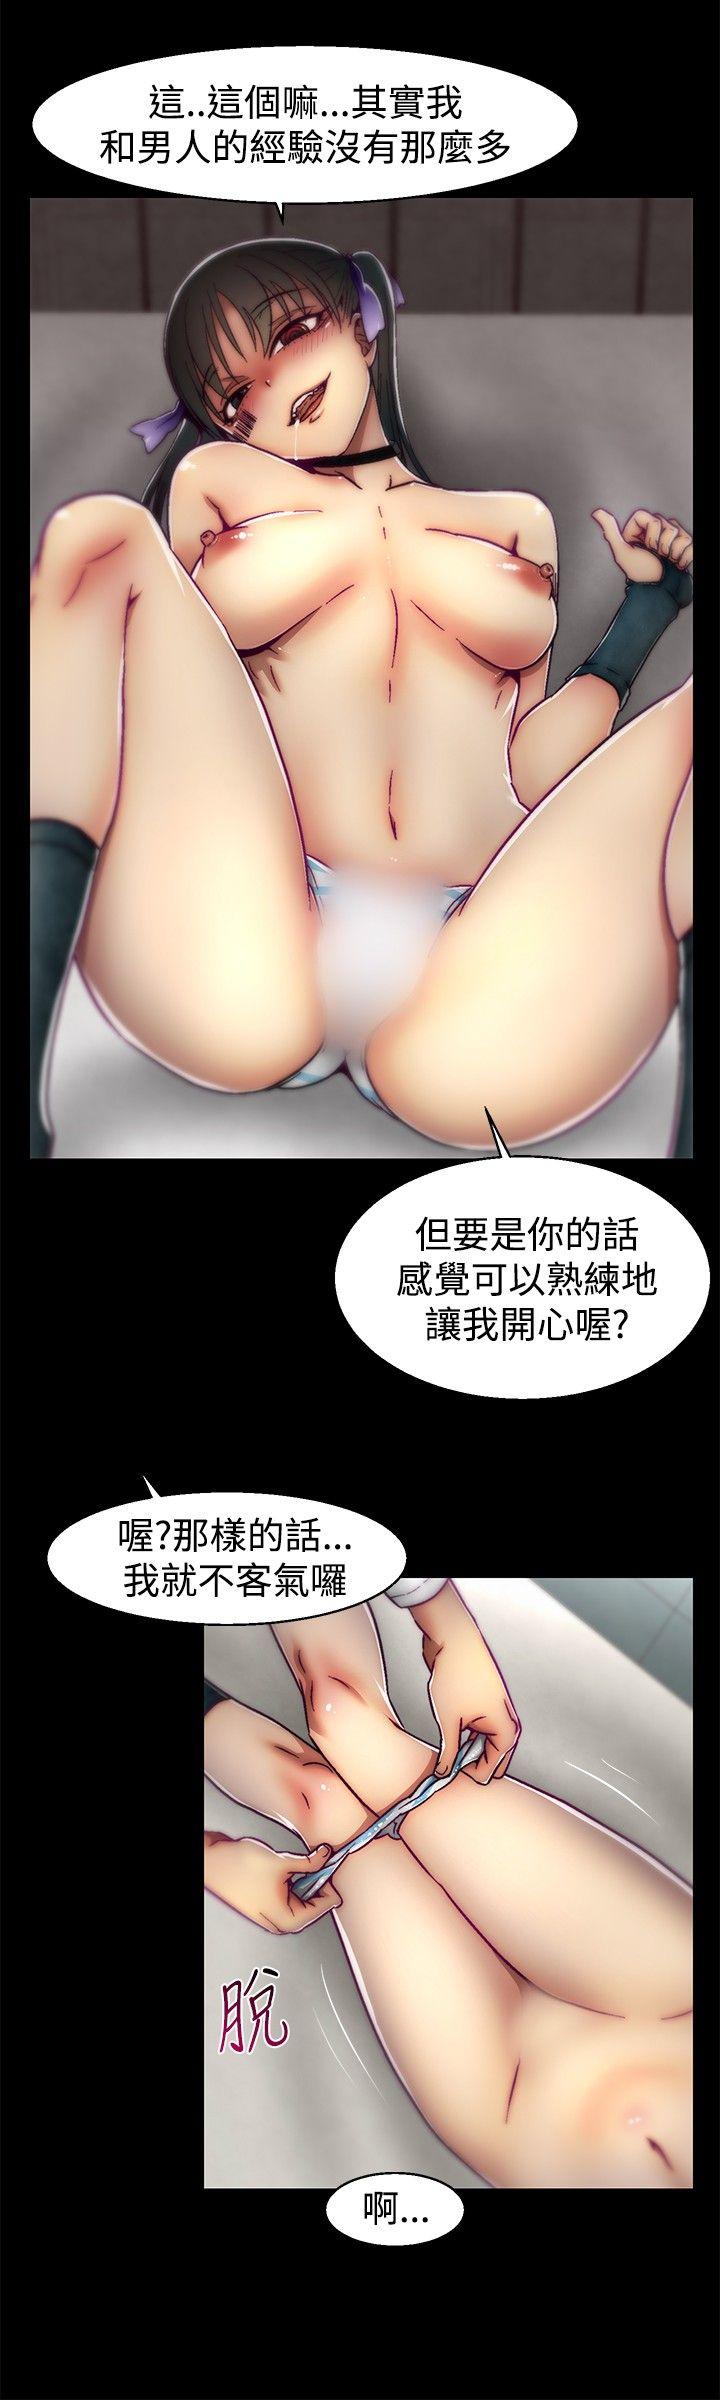 這..這個嘛...其實我
和男人的經驗沒有那麼多
但要是你的話
感覺可以熟練地
讓我開心喔?
喔?那樣的話...
我就不客氣囉
脫
啊...